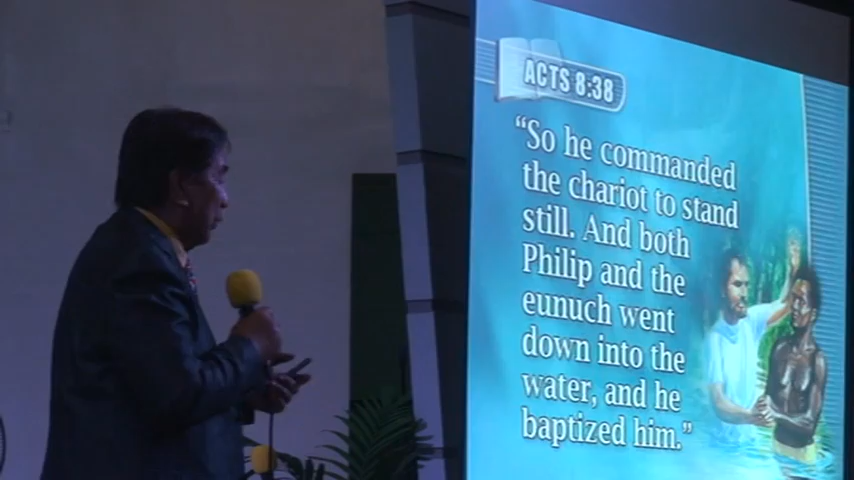 ACTS 8:38
“So he commanded
the chariot to stand
still. And both
Philip and the
eunuch went
down into the
water, and he
baptized him.”